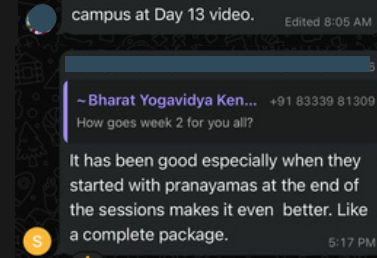 campus at Day 13 video.
Edited 8:05 AM
~Bharat Yogavidya Ken... +91 83339 81309
How goes week 2 for you all?
It has been good especially when they
started with pranayamas at the end of
the sessions makes it even better. Like
a complete package.
5:17 PM
S